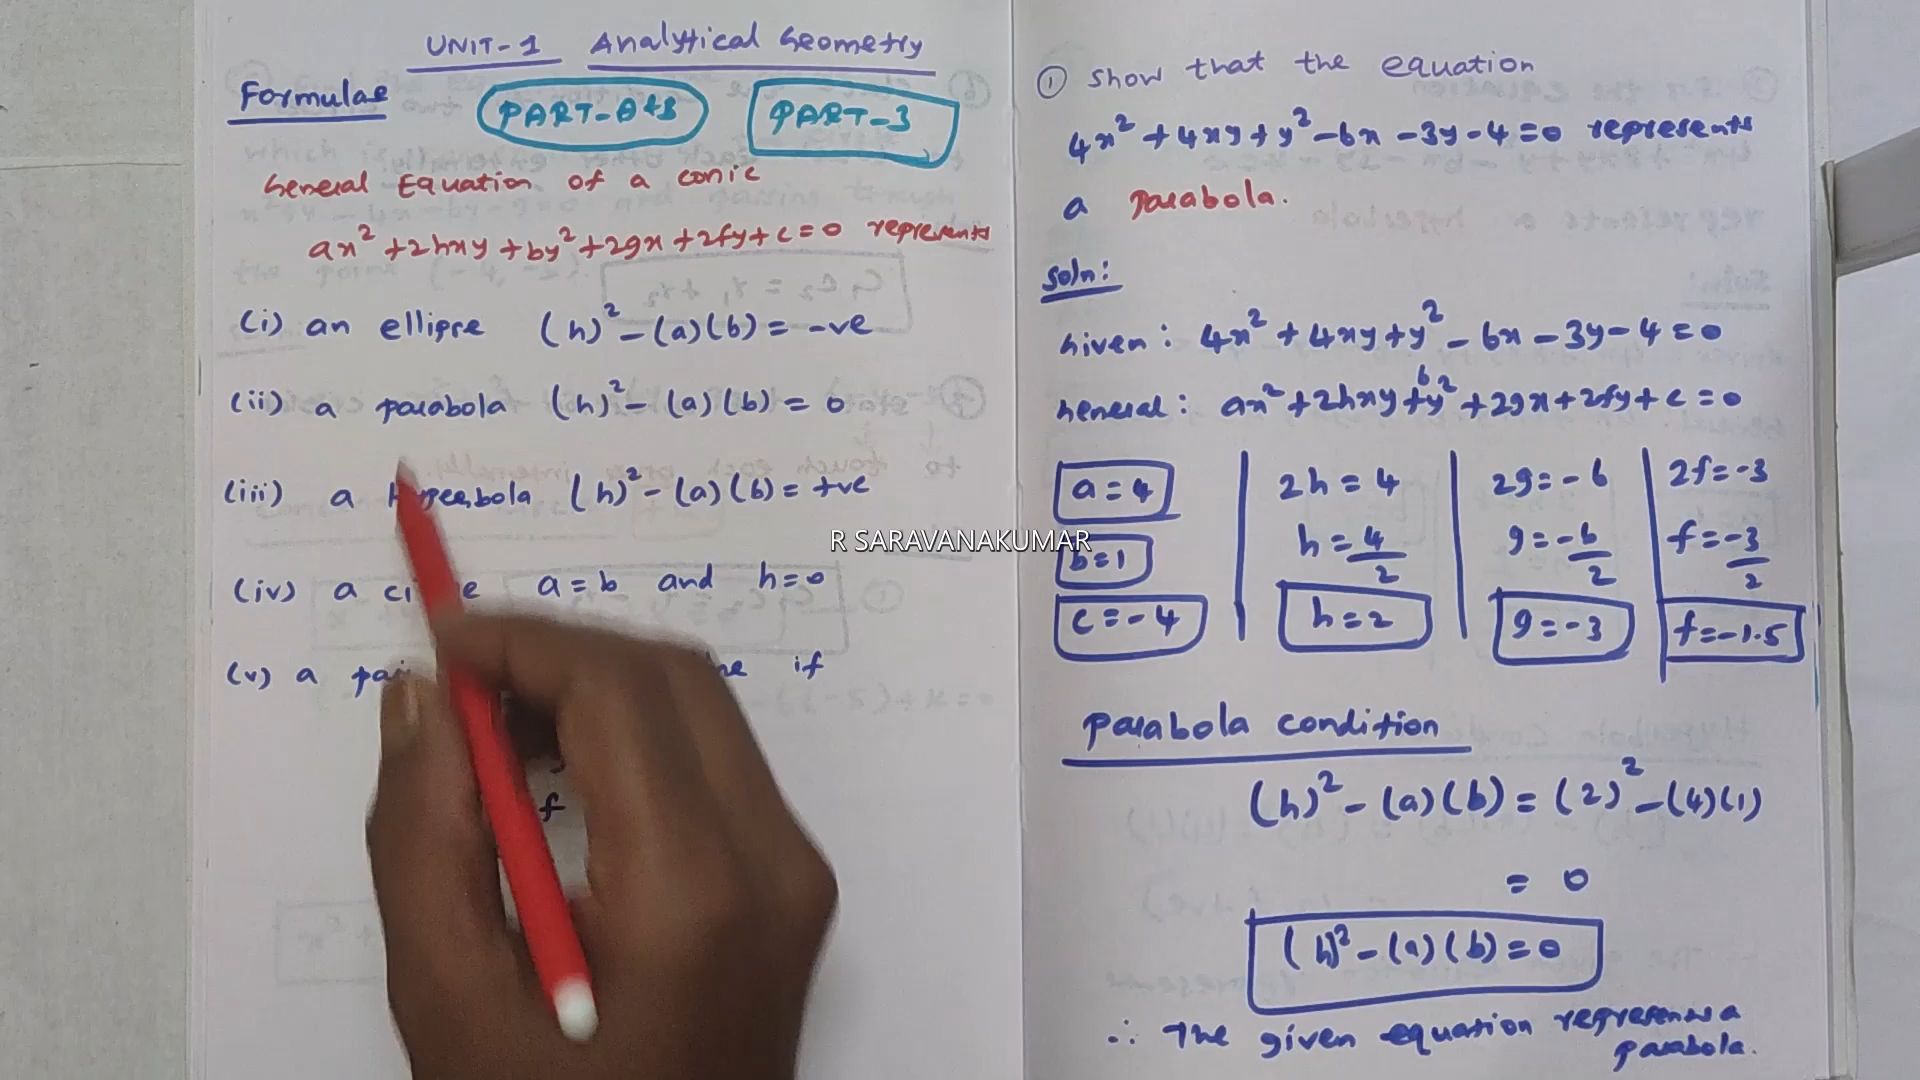 UNIT-1 Analytical Geometry
Formulae
PART-A&B
PART-3
General Equation of a conic
ax² + 2hxy + by² + 2gx + 2fy + c = 0 represents
(i) an ellipse (h)² - (a)(b) = -ve
(ii) a parabola (h)² - (a)(b) = 0
(iii) a hyperbola (h)² - (a)(b) = +ve
(iv) a a = b and h = 0
(v) a if
f
① Show that the equation
4x² + 4xy + y² - 6x - 3y - 4 = 0 represents
a parabola.
Soln:
Given: 4x² + 4xy + y² - 6x - 3y - 4 = 0
General: ax² + 2hxy + by² + 2gx + 2fy + c = 0
a = 4
b = 1
c = -4
2h = 4
h = 4/2
h = 2
2g = -6
g = -6/2
g = -3
2f = -3
f = -3/2
f = -1.5
Parabola condition
(h)² - (a)(b) = (2)² - (4)(1)
= 0
(h)² - (a)(b) = 0
∴ The given equation represents a
parabola.
R SARAVANAKUMAR